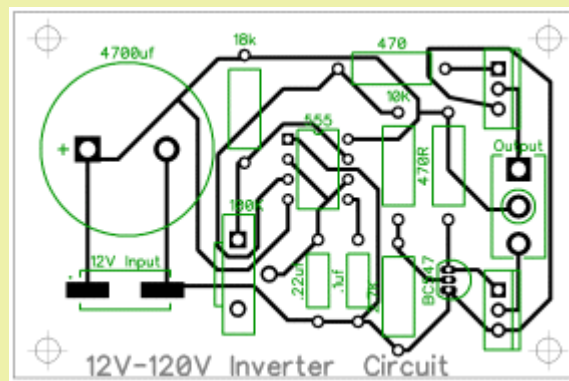 18k
470
4700uf
10K
555
Output
+
470R
100K
12V Input
.22uf
.1uf
BC547
12V-120V Inverter Circuit